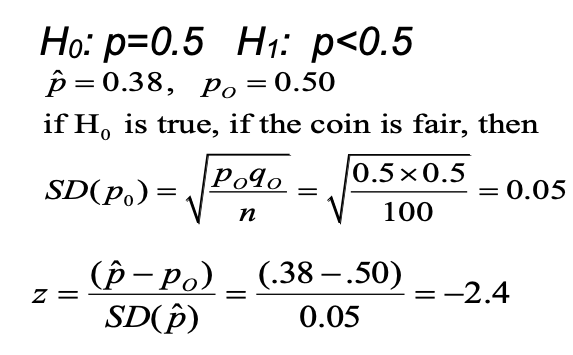 H₀: p=0.5 H₁: p<0.5
p̂ = 0.38, pₒ = 0.50
if H₀ is true, if the coin is fair, then
SD(p₀) = √(pₒqₒ / n) = √(0.5 × 0.5 / 100) = 0.05
z = (p̂ − pₒ) / SD(p̂) = (.38 − .50) / 0.05 = −2.4